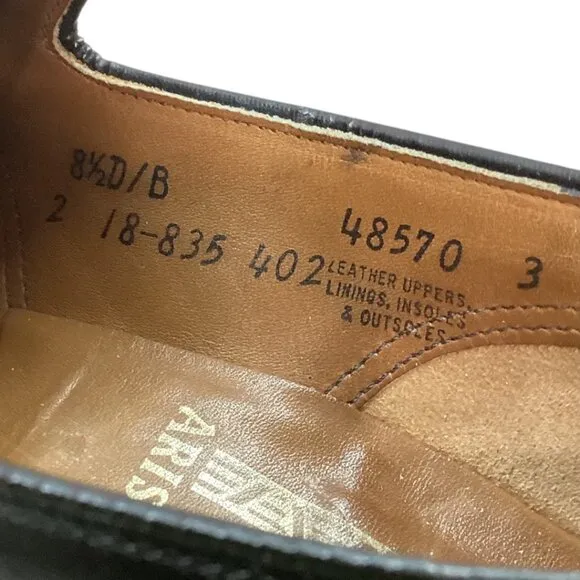 8½D/B
2 18-835 402
48570 3
LEATHER UPPERS,
LININGS, INSOLES
& OUTSOLES
ARIS